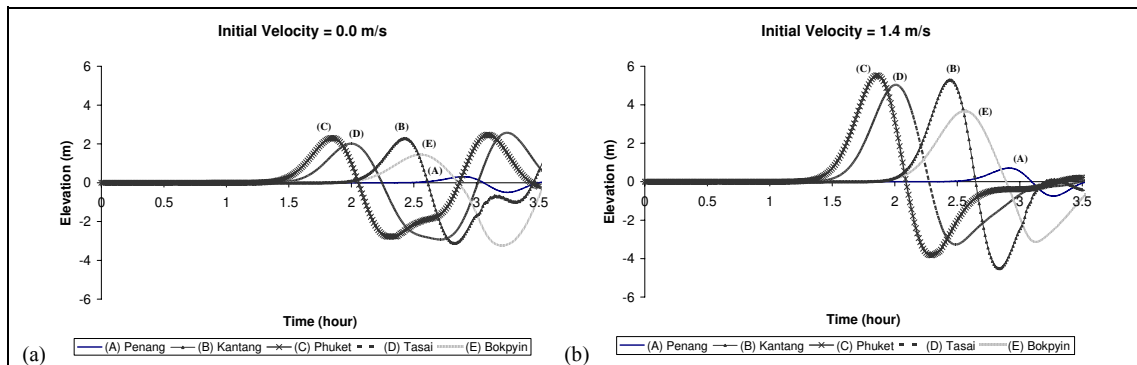 Initial Velocity = 0.0 m/s
6
4
2
0
-2
-4
-6
Elevation (m)
0 0.5 1 1.5 2 2.5 3 3.5
(C)
(D)
(B)
(E)
(A)
Time (hour)
(a)
(A) Penang (B) Kantang (C) Phuket (D) Tasai (E) Bokpyin
Initial Velocity = 1.4 m/s
6
4
2
0
-2
-4
-6
Elevation (m)
0 0.5 1 1.5 2 2.5 3 3.5
(C)
(D)
(B)
(E)
(A)
Time (hour)
(b)
(A) Penang (B) Kantang (C) Phuket (D) Tasai (E) Bokpyin